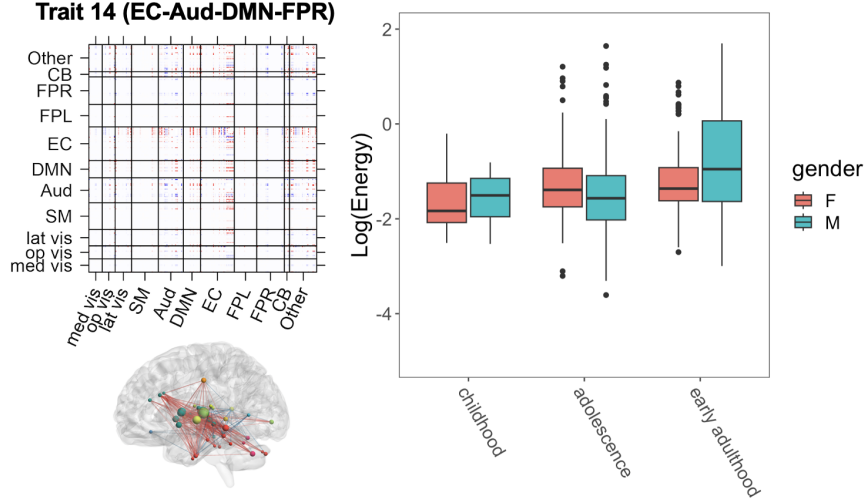 Trait 14 (EC-Aud-DMN-FPR)
Other
CB
FPR
FPL
EC
DMN
Aud
SM
lat vis
op vis
med vis
med vis
op vis
lat vis
SM
Aud
DMN
EC
FPL
FPR
CB
Other
Log(Energy)
2
0
-2
-4
childhood
adolescence
early adulthood
gender
F
M